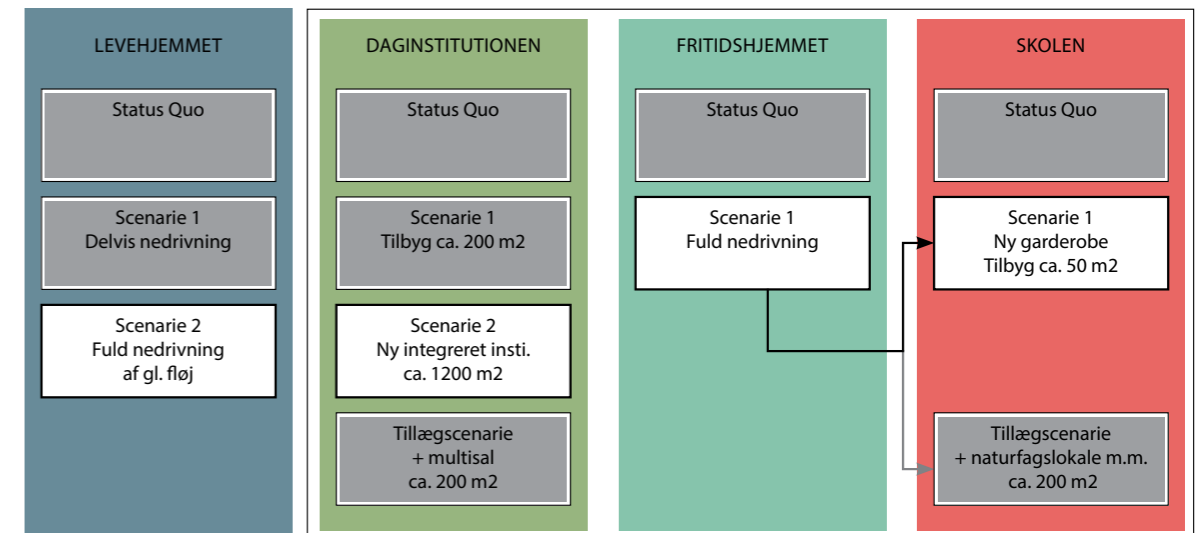 LEVEHJEMMET
Status Quo
Scenarie 1
Delvis nedrivning
Scenarie 2
Fuld nedrivning
af gl. fløj
DAGINSTITUTIONEN
Status Quo
Scenarie 1
Tilbyg ca. 200 m2
Scenarie 2
Ny integreret insti.
ca. 1200 m2
Tillægscenarie
+ multisal
ca. 200 m2
FRITIDSHJEMMET
Status Quo
Scenarie 1
Fuld nedrivning
SKOLEN
Status Quo
Scenarie 1
Ny garderobe
Tilbyg ca. 50 m2
Tillægscenarie
+ naturfagslokale m.m.
ca. 200 m2